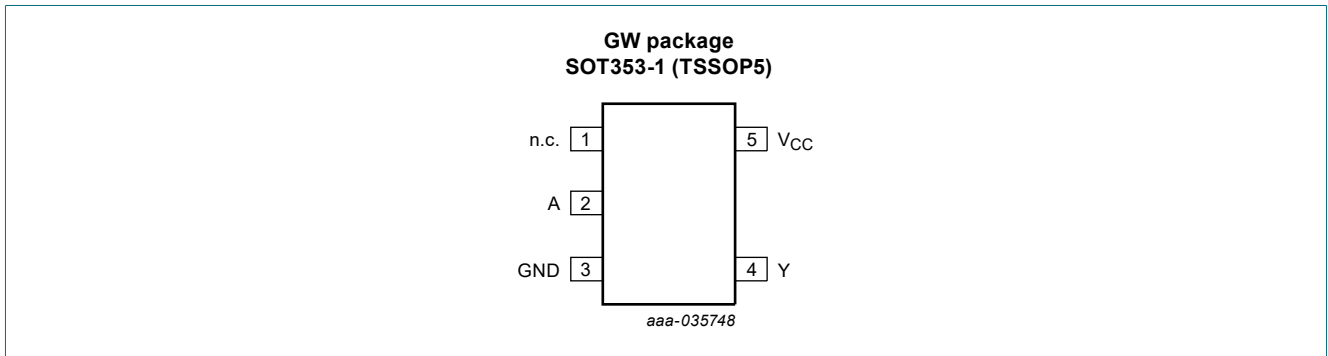 GW package
SOT353-1 (TSSOP5)
n.c. 1 5 VCC
A 2
GND 3 4 Y
aaa-035748